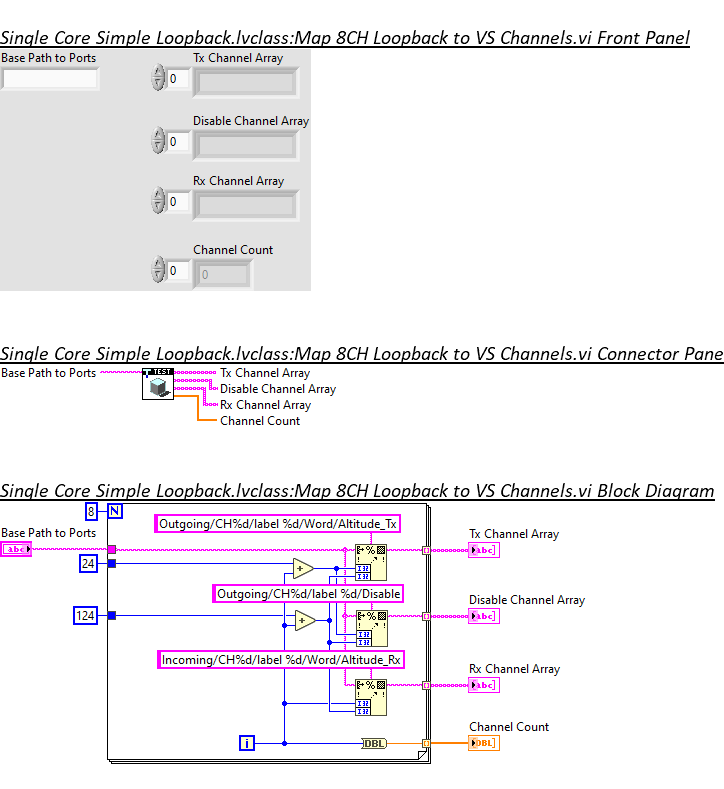 Single Core Simple Loopback.lvclass:Map 8CH Loopback to VS Channels.vi Front Panel
Base Path to Ports
Tx Channel Array
0
Disable Channel Array
0
Rx Channel Array
0
Channel Count
0
0
Single Core Simple Loopback.lvclass:Map 8CH Loopback to VS Channels.vi Connector Pane
Base Path to Ports
TEST
Tx Channel Array
Disable Channel Array
Rx Channel Array
Channel Count
Single Core Simple Loopback.lvclass:Map 8CH Loopback to VS Channels.vi Block Diagram
8
N
Outgoing/CH%d/label %d/Word/Altitude_Tx
Base Path to Ports
abc
Tx Channel Array
abc
24
+
%
I32
I32
Outgoing/CH%d/label %d/Disable
Disable Channel Array
124
+
%
abc
I32
I32
Incoming/CH%d/label %d/Word/Altitude_Rx
Rx Channel Array
%
abc
I32
I32
Channel Count
i
DBL
DBL